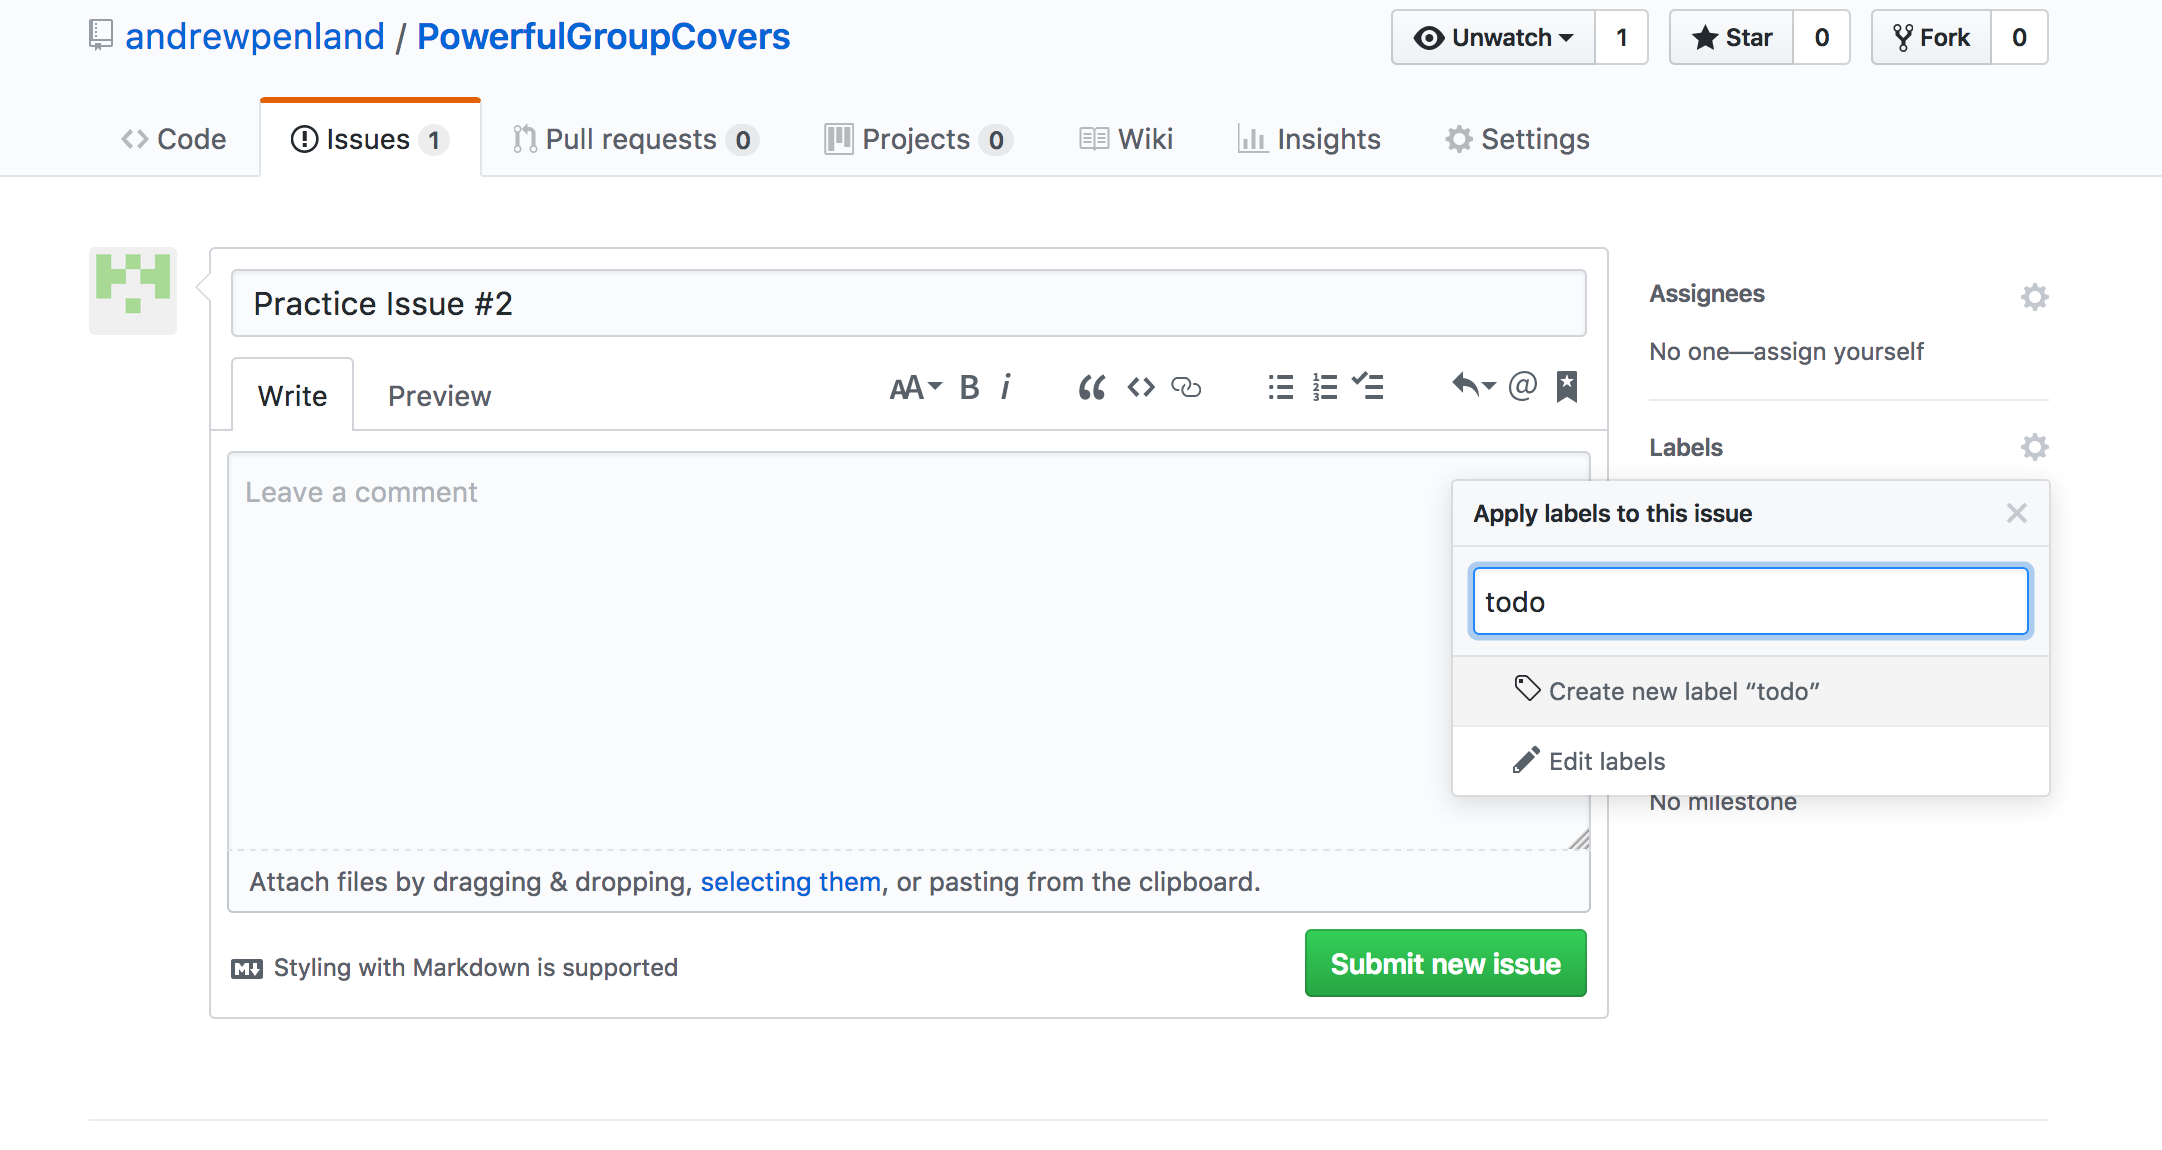 andrewpenland / PowerfulGroupCovers
Unwatch 1 Star 0 Fork 0
Code Issues 1 Pull requests 0 Projects 0 Wiki Insights Settings
Practice Issue #2
Write Preview AA B i @
Leave a comment
Attach files by dragging & dropping, selecting them, or pasting from the clipboard.
Styling with Markdown is supported
Submit new issue
Assignees
No one—assign yourself
Labels
Apply labels to this issue
todo
Create new label “todo”
Edit labels
No milestone